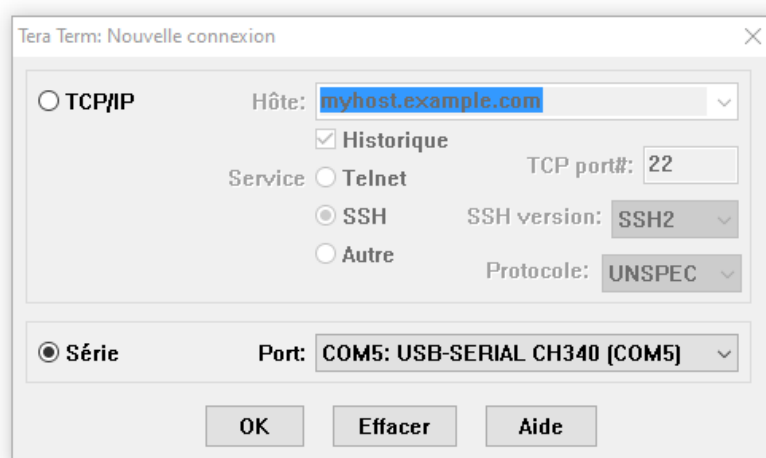 Tera Term: Nouvelle connexion
TCP/IP Hôte: myhost.example.com
Historique
Service Telnet TCP port#: 22
SSH SSH version: SSH2
Autre Protocole: UNSPEC
Série Port: COM5: USB-SERIAL CH340 (COM5)
OK Effacer Aide